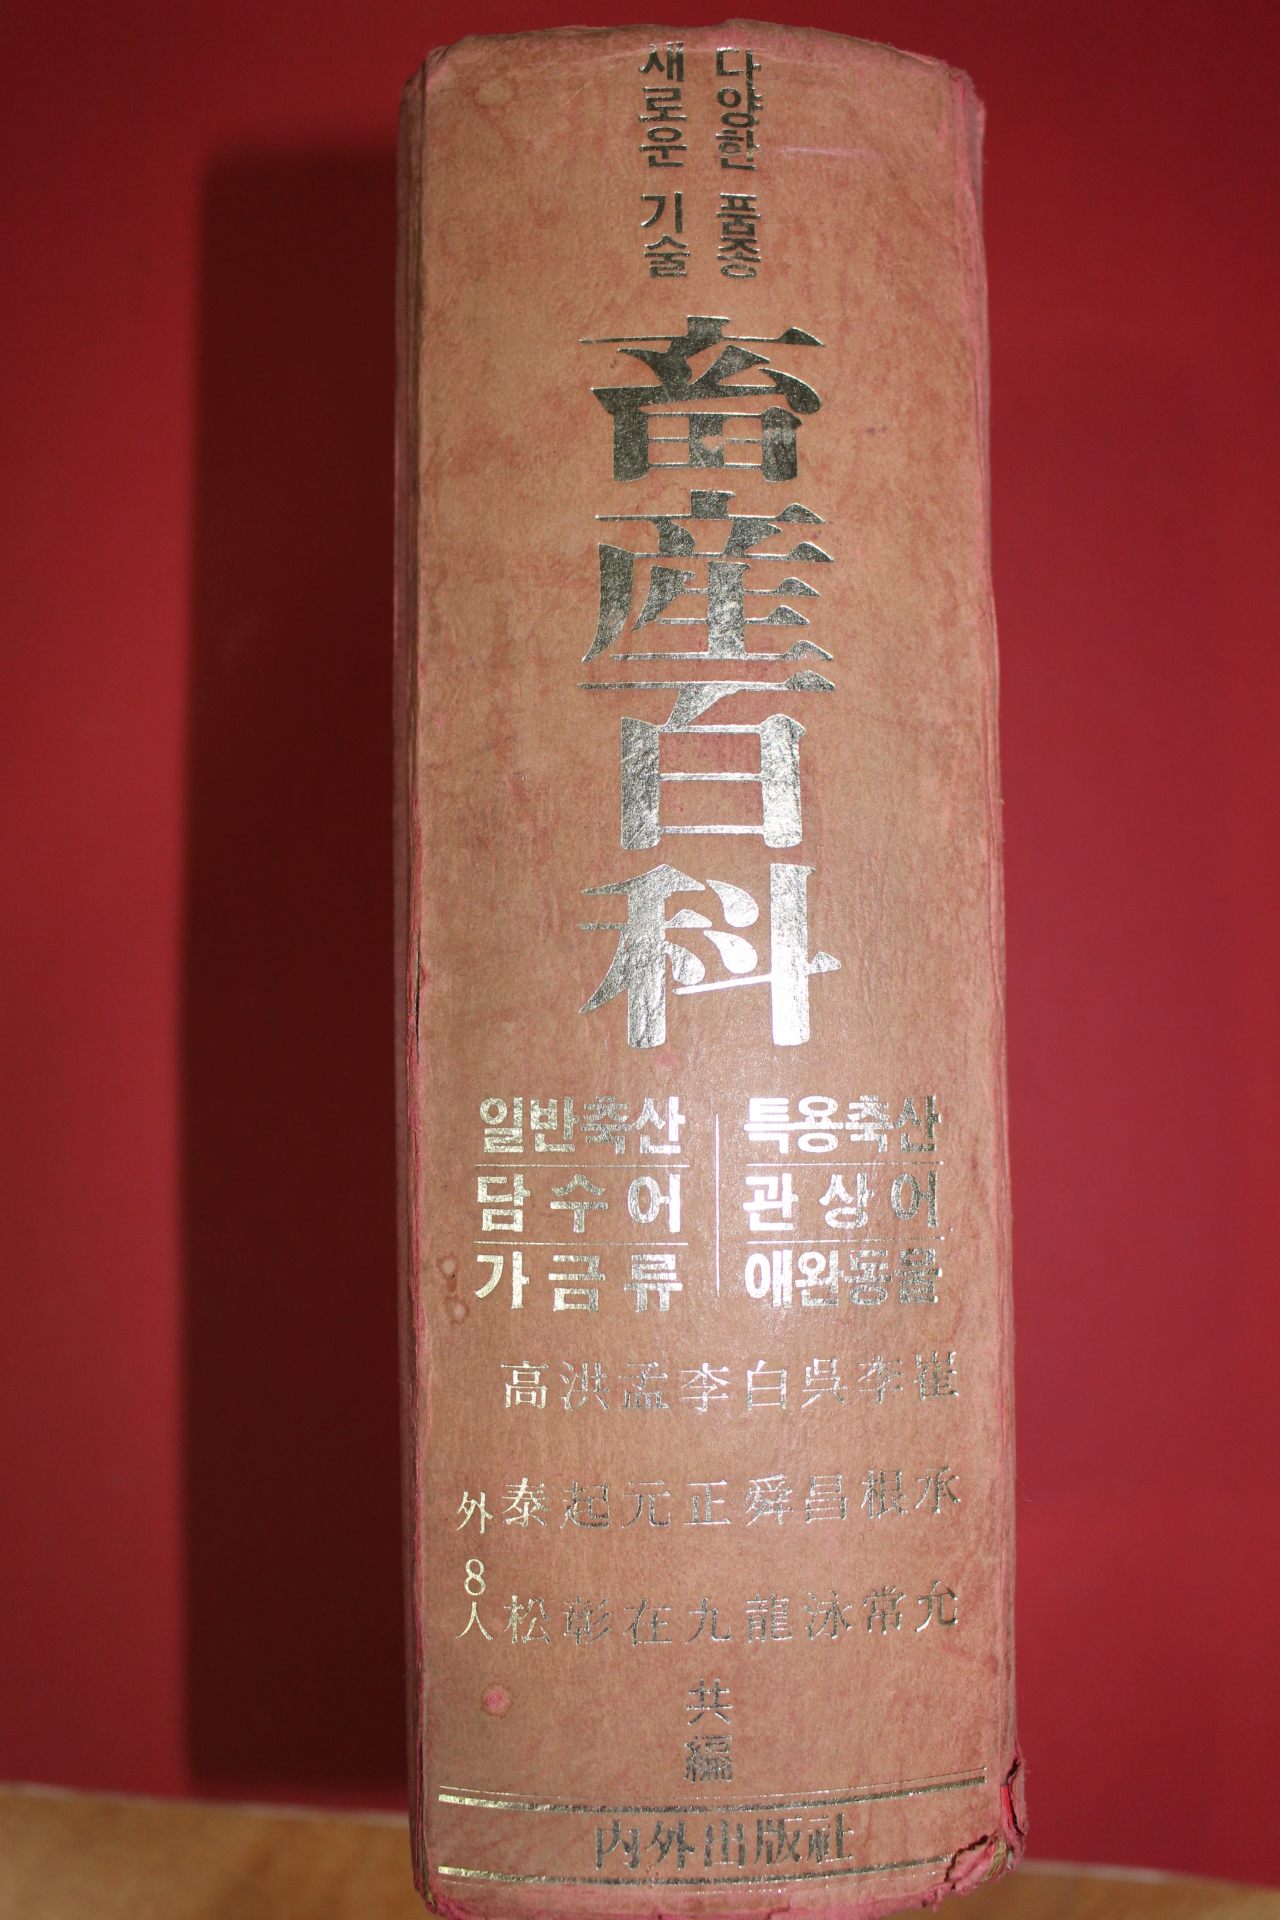 다양한 품종
새로운 기술
畜産百科
일반축산 특용축산
담수어 관상어
가금류 애완동물
崔承允
李根常
吳昌泳
白舜龍
李正九
孟元在
洪起彰
高泰松
外8人
共編
內外出版社